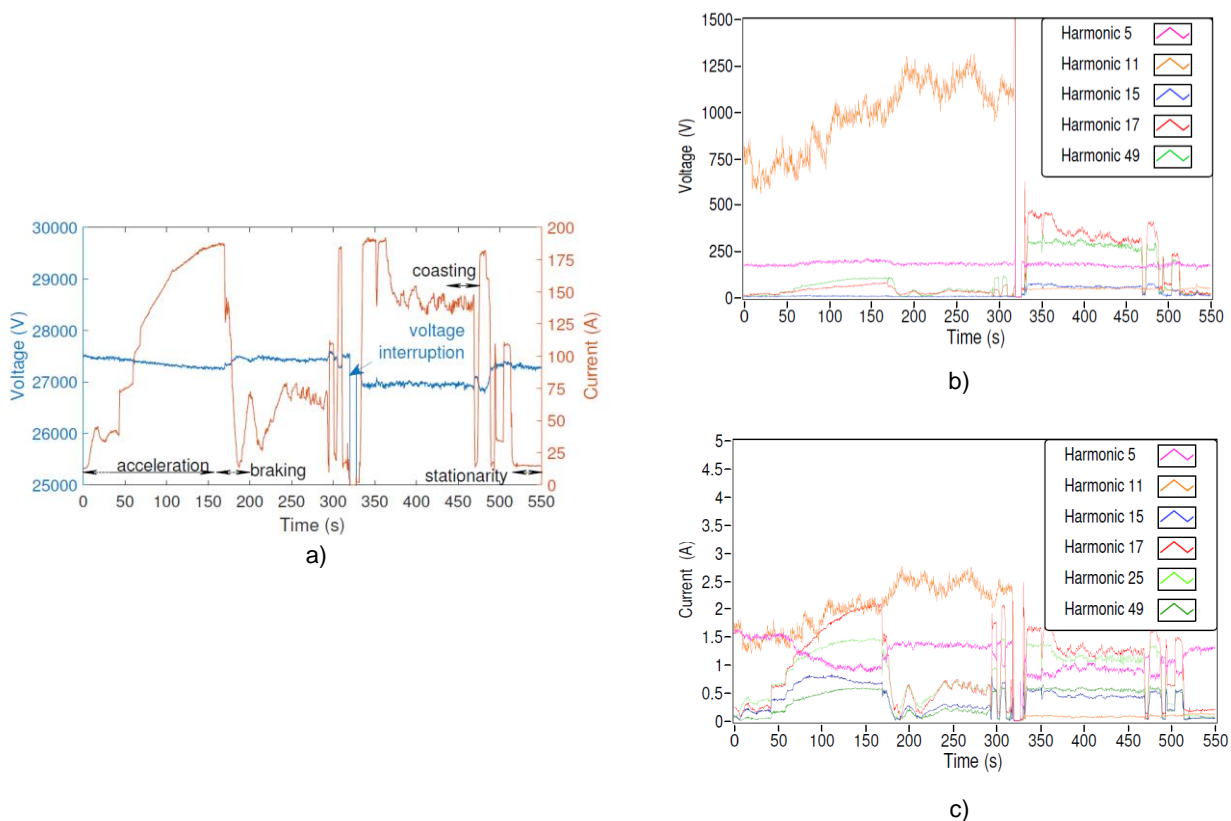 30000
29000
28000
27000
26000
25000
Voltage (V)
200
175
150
125
100
75
50
25
0
Current (A)
coasting
voltage
interruption
acceleration
braking
stationarity
0 50 100 150 200 250 300 350 400 450 500 550
Time (s)
a)
1500
1250
1000
750
500
250
0
Voltage (V)
Harmonic 5
Harmonic 11
Harmonic 15
Harmonic 17
Harmonic 49
0 50 100 150 200 250 300 350 400 450 500 550
Time (s)
b)
5
4.5
4
3.5
3
2.5
2
1.5
1
0.5
0
Current (A)
Harmonic 5
Harmonic 11
Harmonic 15
Harmonic 17
Harmonic 25
Harmonic 49
0 50 100 150 200 250 300 350 400 450 500 550
Time (s)
c)